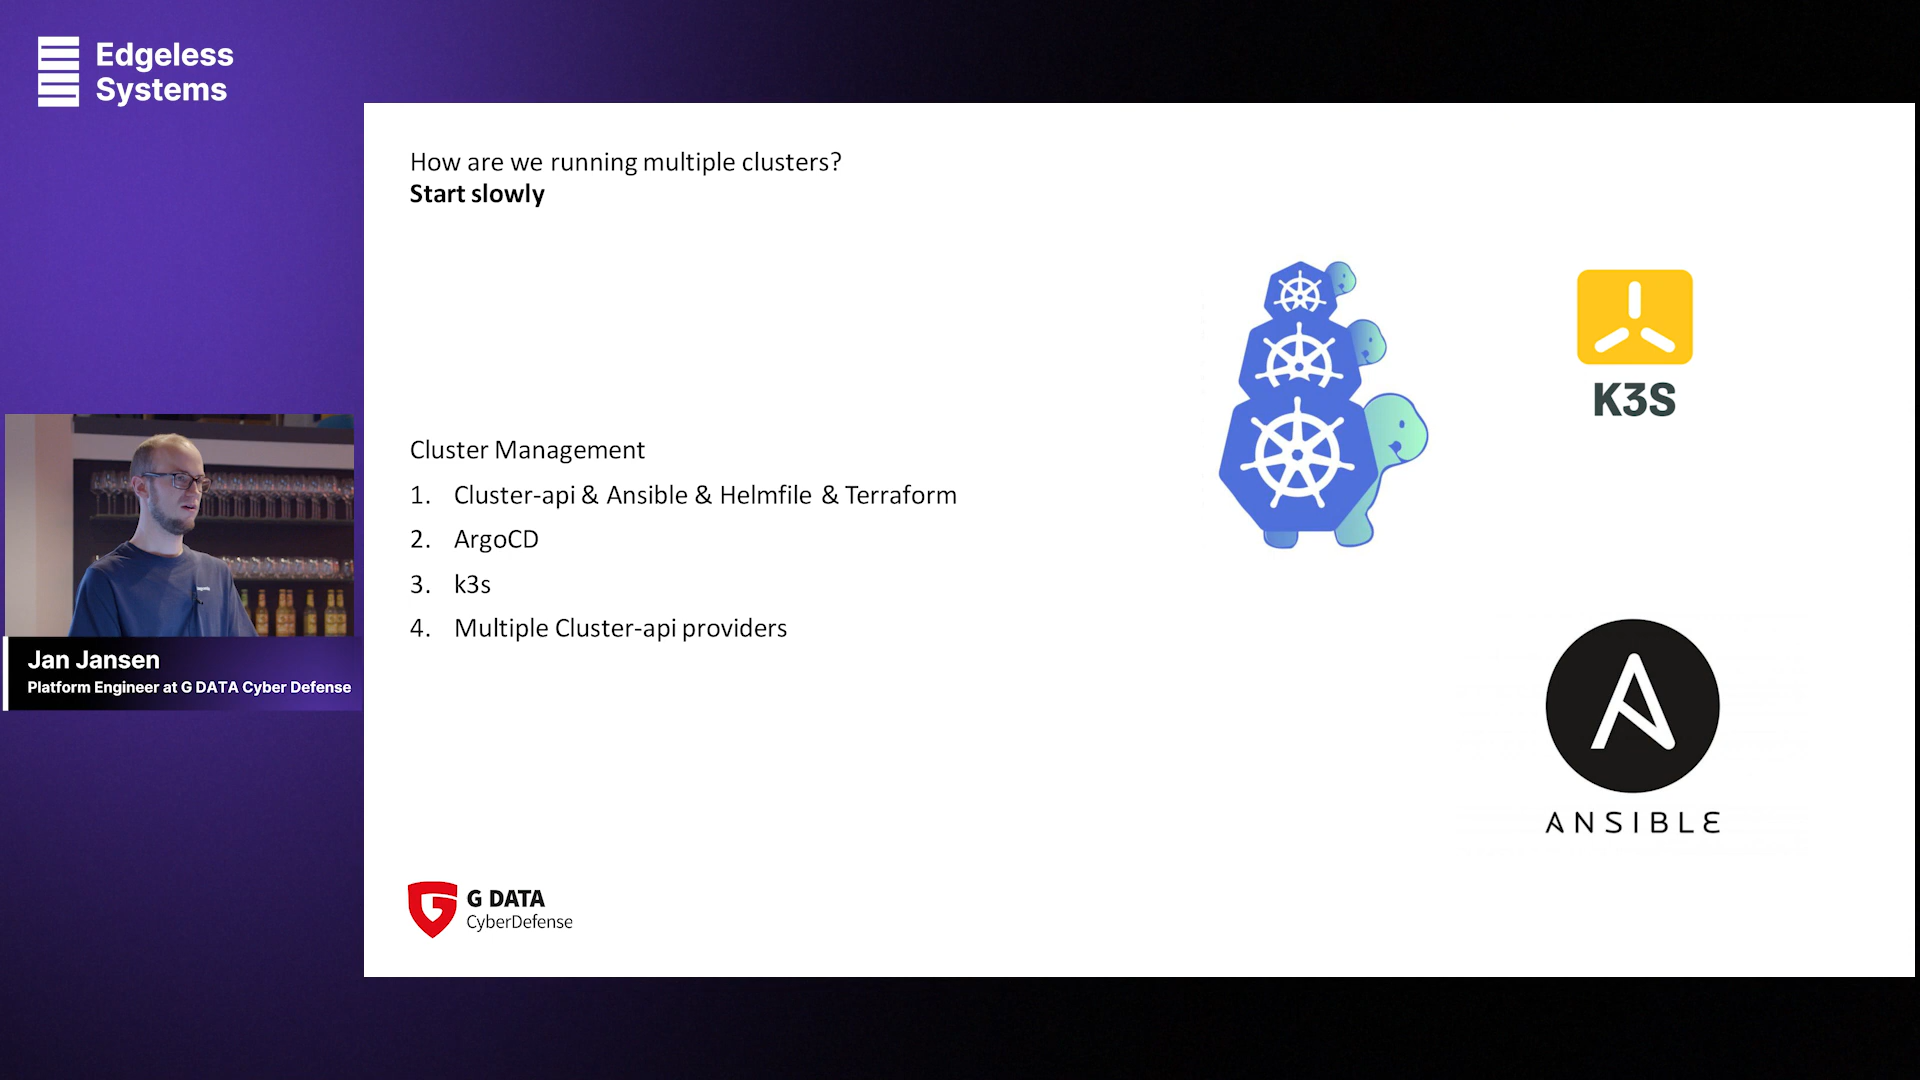 Edgeless
Systems
How are we running multiple clusters?
Start slowly
K3S
Cluster Management
1. Cluster-api & Ansible & Helmfile & Terraform
2. ArgoCD
3. k3s
4. Multiple Cluster-api providers
Jan Jansen
Platform Engineer at G DATA Cyber Defense
ANSIBLE
G DATA
CyberDefense